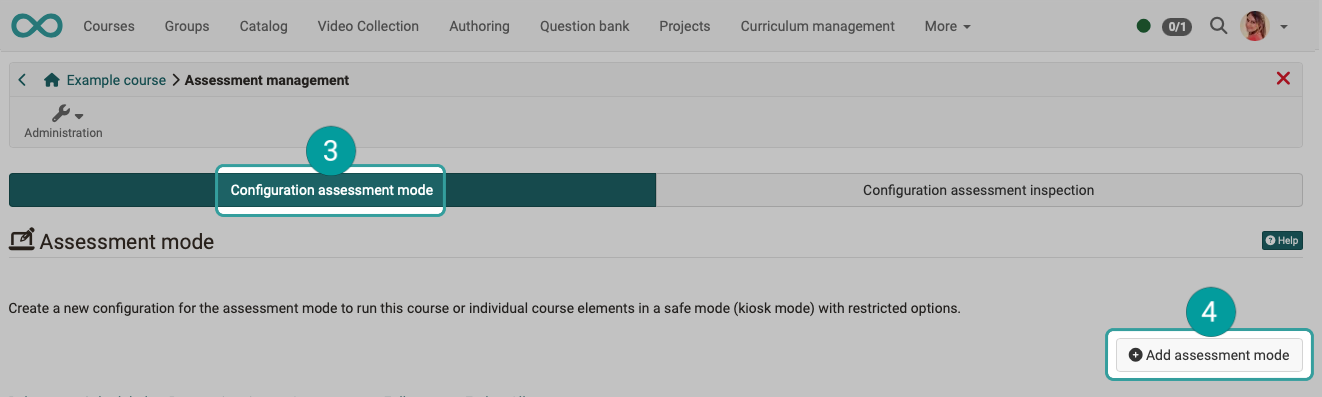 Courses Groups Catalog Video Collection Authoring Question bank Projects Curriculum management More 0/1
Example course Assessment management
Administration
3
Configuration assessment mode Configuration assessment inspection
Assessment mode Help
Create a new configuration for the assessment mode to run this course or individual course elements in a safe mode (kiosk mode) with restricted options.
4
Add assessment mode